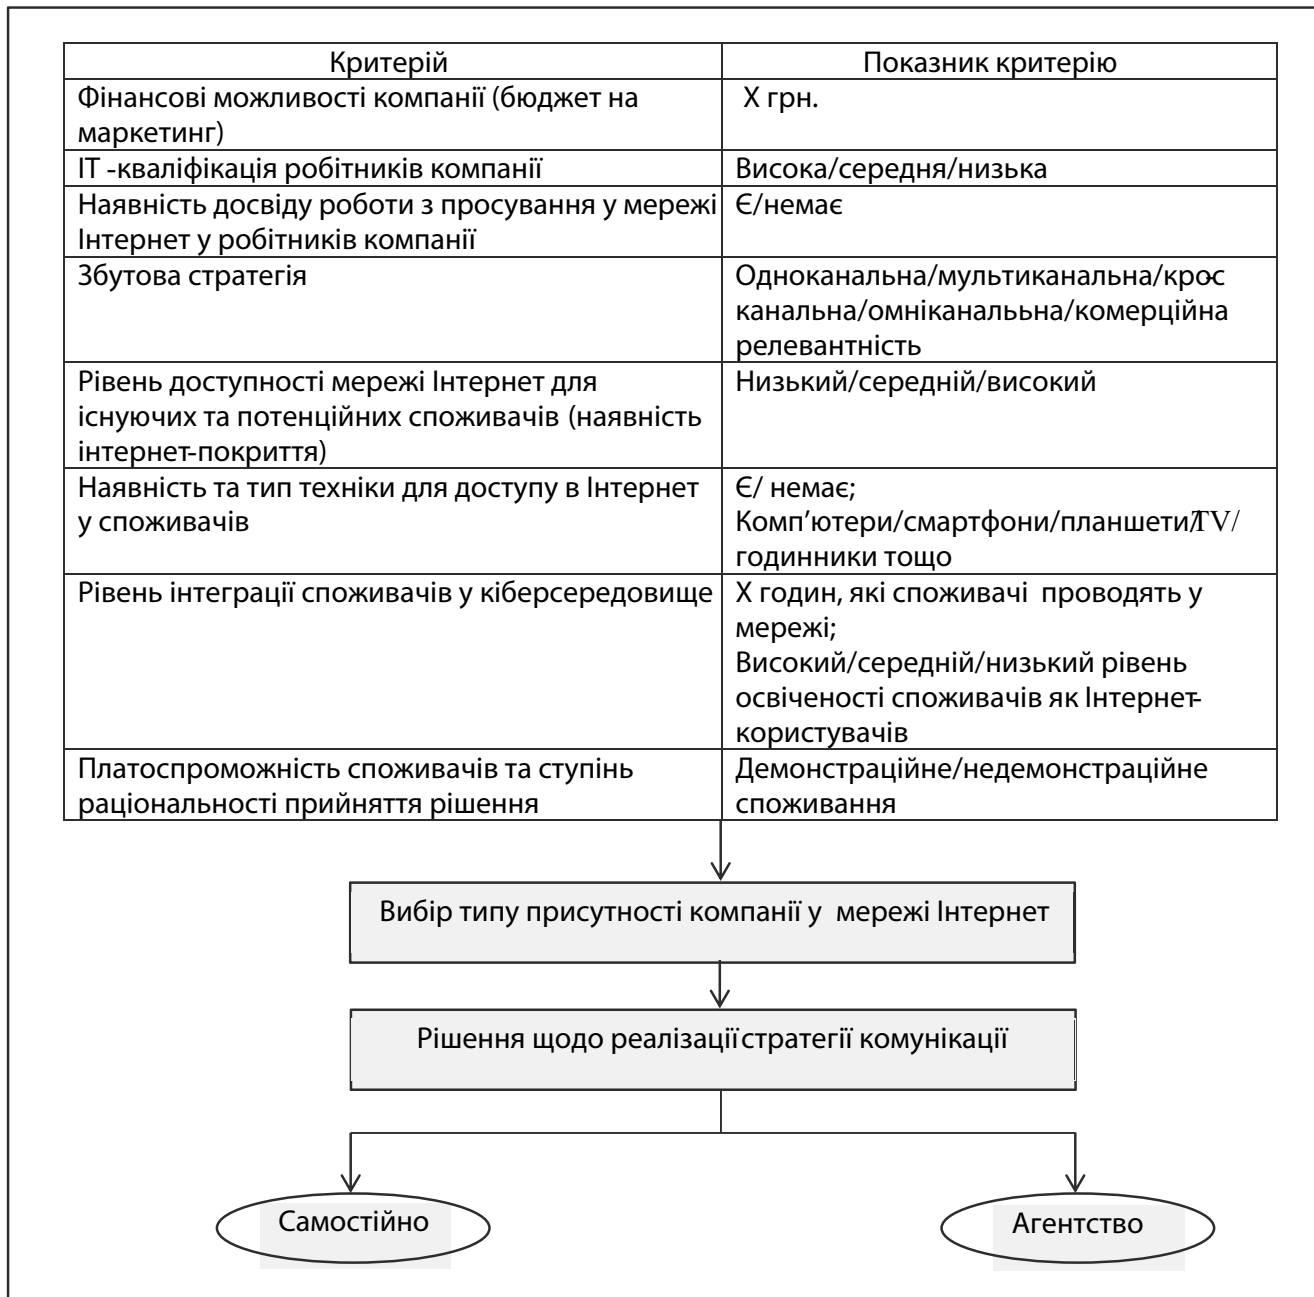 Критерій
Показник критерію
Фінансові можливості компанії (бюджет на
маркетинг)
Х грн.
ІТ -кваліфікація робітників компанії
Висока/середня/низька
Наявність досвіду роботи з просування у мережі
Інтернет у робітників компанії
Є/немає
Збутова стратегія
Одноканальна/мультиканальна/крос-
канальна/омніканалььна/комерційна
релевантність
Рівень доступності мережі Інтернет для
існуючих та потенційних споживачів (наявність
інтернет-покриття)
Низький/середній/високий
Наявність та тип техніки для доступу в Інтернет
у споживачів
Є/ немає;
Комп’ютери/смартфони/планшети/TV/
годинники тощо
Рівень інтеграції споживачів у кіберсередовище
Х годин, які споживачі проводять у
мережі;
Високий/середній/низький рівень
освіченості споживачів як Інтернет-
користувачів
Платоспроможність споживачів та ступінь
раціональності прийняття рішення
Демонстраційне/недемонстраційне
споживання
Вибір типу присутності компанії у мережі Інтернет
Рішення щодо реалізації стратегії комунікації
Самостійно
Агентство